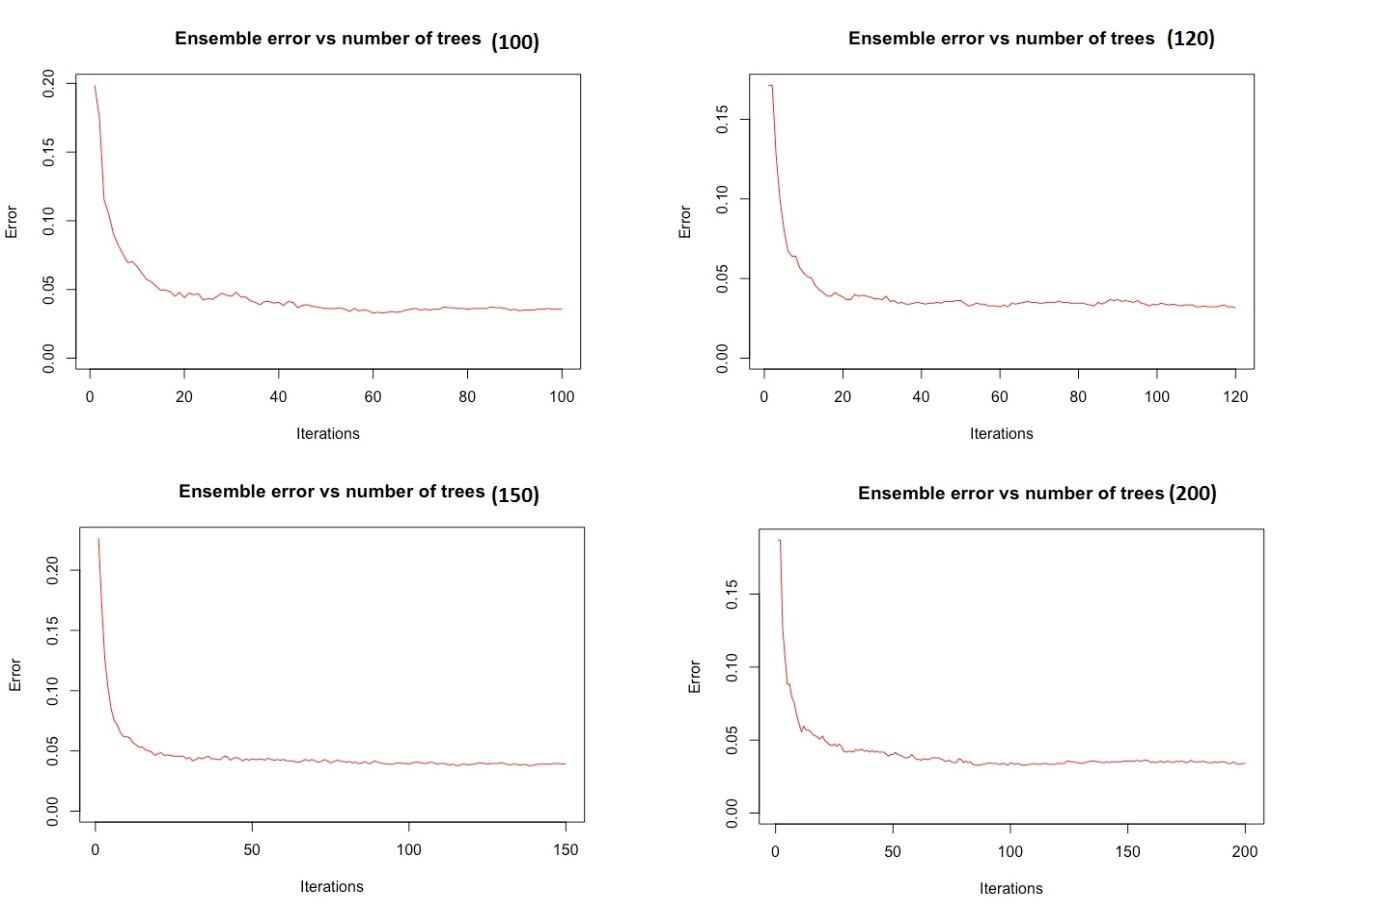 Ensemble error vs number of trees (100)
Error
0.20
0.15
0.10
0.05
0.00
0 20 40 60 80 100
Iterations
Ensemble error vs number of trees (120)
Error
0.15
0.10
0.05
0.00
0 20 40 60 80 100 120
Iterations
Ensemble error vs number of trees (150)
Error
0.20
0.15
0.10
0.05
0.00
0 50 100 150
Iterations
Ensemble error vs number of trees (200)
Error
0.15
0.10
0.05
0.00
0 50 100 150 200
Iterations